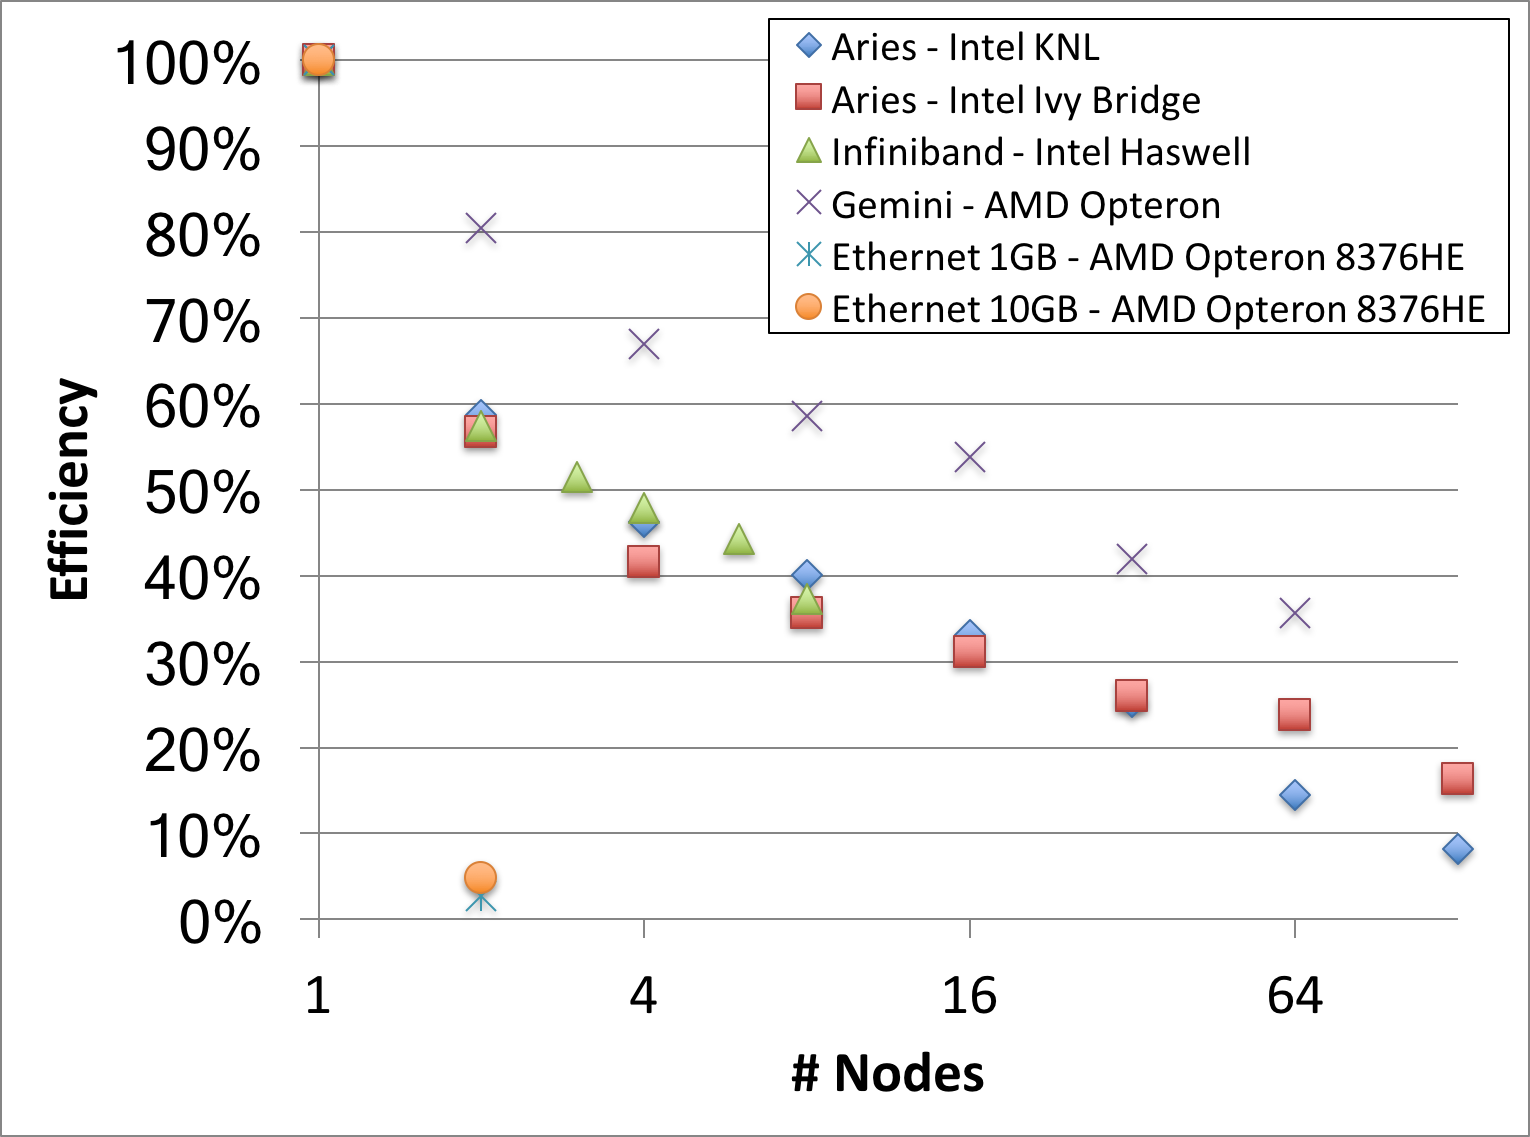 100%
90%
80%
70%
60%
50%
40%
30%
20%
10%
0%
Efficiency
Aries - Intel KNL
Aries - Intel Ivy Bridge
Infiniband - Intel Haswell
Gemini - AMD Opteron
Ethernet 1GB - AMD Opteron 8376HE
Ethernet 10GB - AMD Opteron 8376HE
1 4 16 64
# Nodes